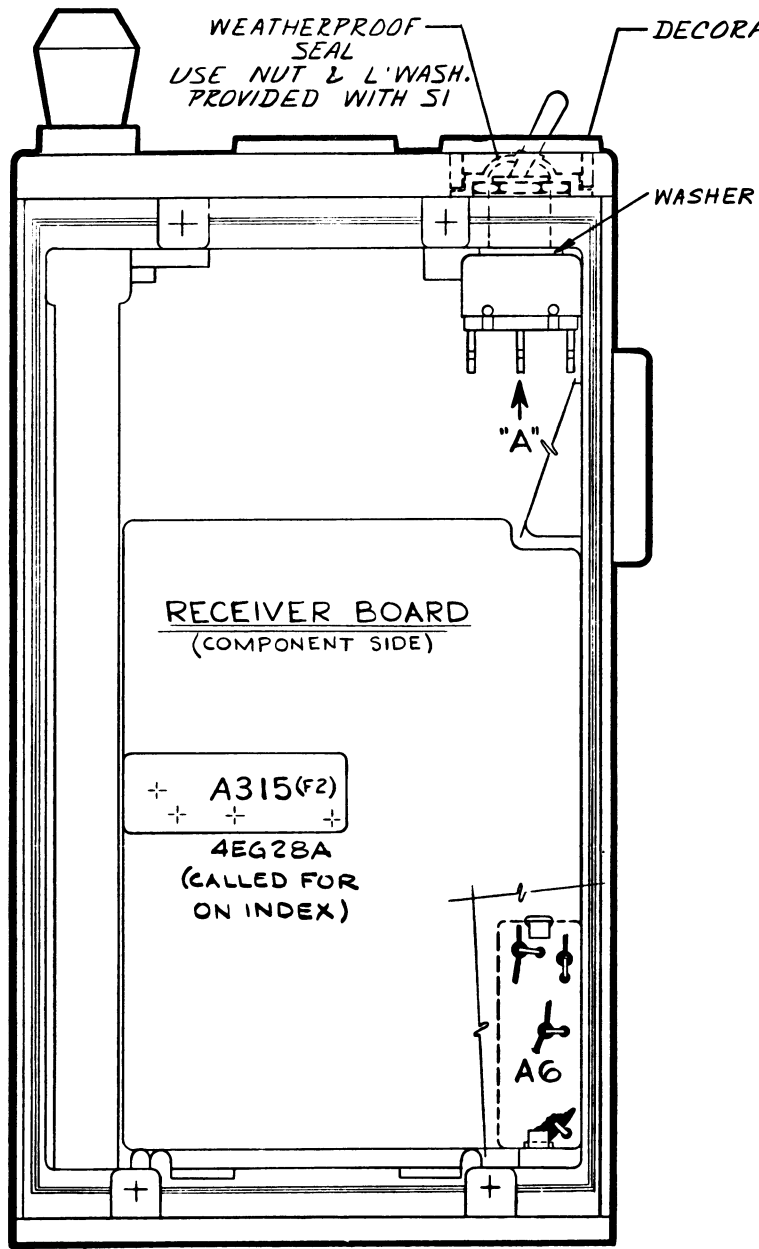 WEATHERPROOF
SEAL
USE NUT & L'WASH.
PROVIDED WITH S1
DECORA
WASHER
"A"
RECEIVER BOARD
(COMPONENT SIDE)
A315(F2)
4EG28A
(CALLED FOR
ON INDEX)
A6